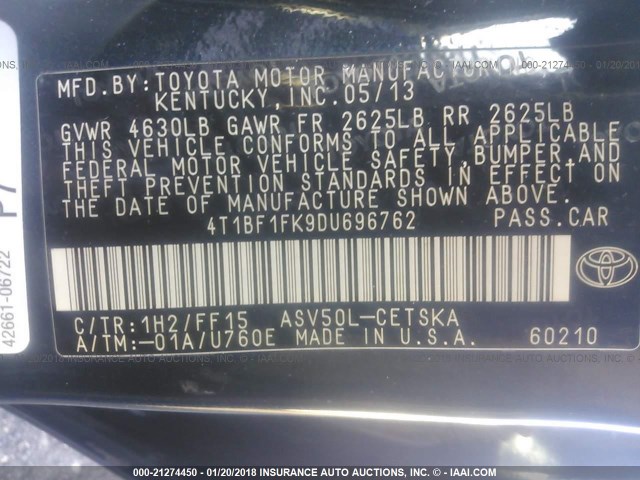 MFD.BY: TOYOTA MOTOR MANUFACTURING
KENTUCKY, INC. 05/13
GVWR 4630LB GAWR FR 2625LB RR 2625LB
THIS VEHICLE CONFORMS TO ALL APPLICABLE
FEDERAL MOTOR VEHICLE SAFETY, BUMPER, AND
THEFT PREVENTION STANDARDS IN EFFECT ON
THE DATE OF MANUFACTURE SHOWN ABOVE.
4T1BF1FK9DU696762 PASS.CAR
C/TR: 1H2/FF15 ASV50L-CETSKA
A/TM:-01A/U760E MADE IN U.S.A. 60210
42661-06722
000-21274450 - 01/20/2018 INSURANCE AUTO AUCTIONS, INC. - © - IAAI.COM